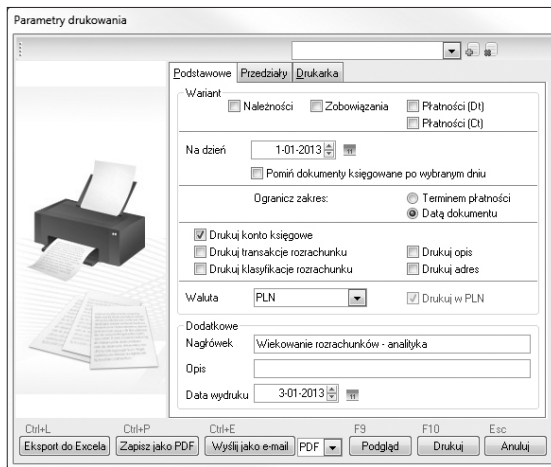 Parametry drukowania
Podstawowe Przedziały Drukarka
Wariant
Należności Zobowiązania Płatności (Dt)
Płatności (Ct)
Na dzień 1-01-2013
Pomiń dokumenty księgowane po wybranym dniu
Ogranicz zakres: Terminem płatności
Datą dokumentu
Drukuj konto księgowe
Drukuj transakcje rozrachunku Drukuj opis
Drukuj klasyfikacje rozrachunku Drukuj adres
Waluta PLN Drukuj w PLN
Dodatkowe
Nagłówek Wiekowanie rozrachunków - analityka
Opis
Data wydruku 3-01-2013
Ctrl+L Ctrl+P Ctrl+E F9 F10 Esc
Eksport do Excela Zapisz jako PDF Wyślij jako e-mail PDF Podgląd Drukuj Anuluj